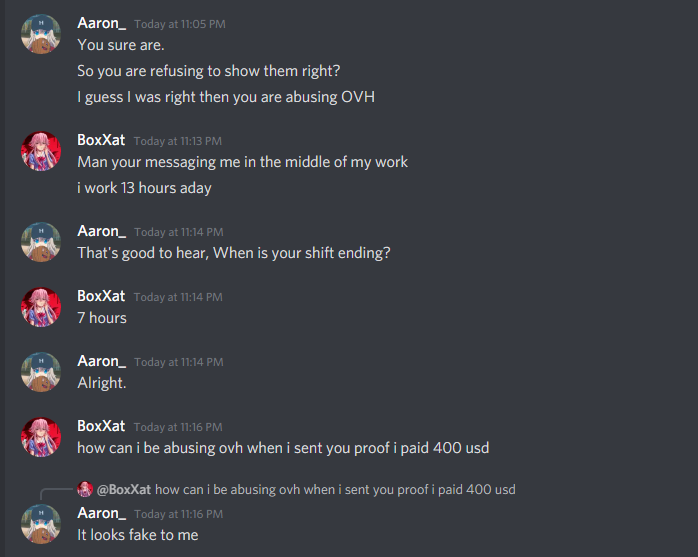 Aaron_ Today at 11:05 PM
You sure are.
So you are refusing to show them right?
I guess I was right then you are abusing OVH
BoxXat Today at 11:13 PM
Man your messaging me in the middle of my work
i work 13 hours aday
Aaron_ Today at 11:14 PM
That's good to hear, When is your shift ending?
BoxXat Today at 11:14 PM
7 hours
Aaron_ Today at 11:14 PM
Alright.
BoxXat Today at 11:16 PM
how can i be abusing ovh when i sent you proof i paid 400 usd
@BoxXat how can i be abusing ovh when i sent you proof i paid 400 usd
Aaron_ Today at 11:16 PM
It looks fake to me